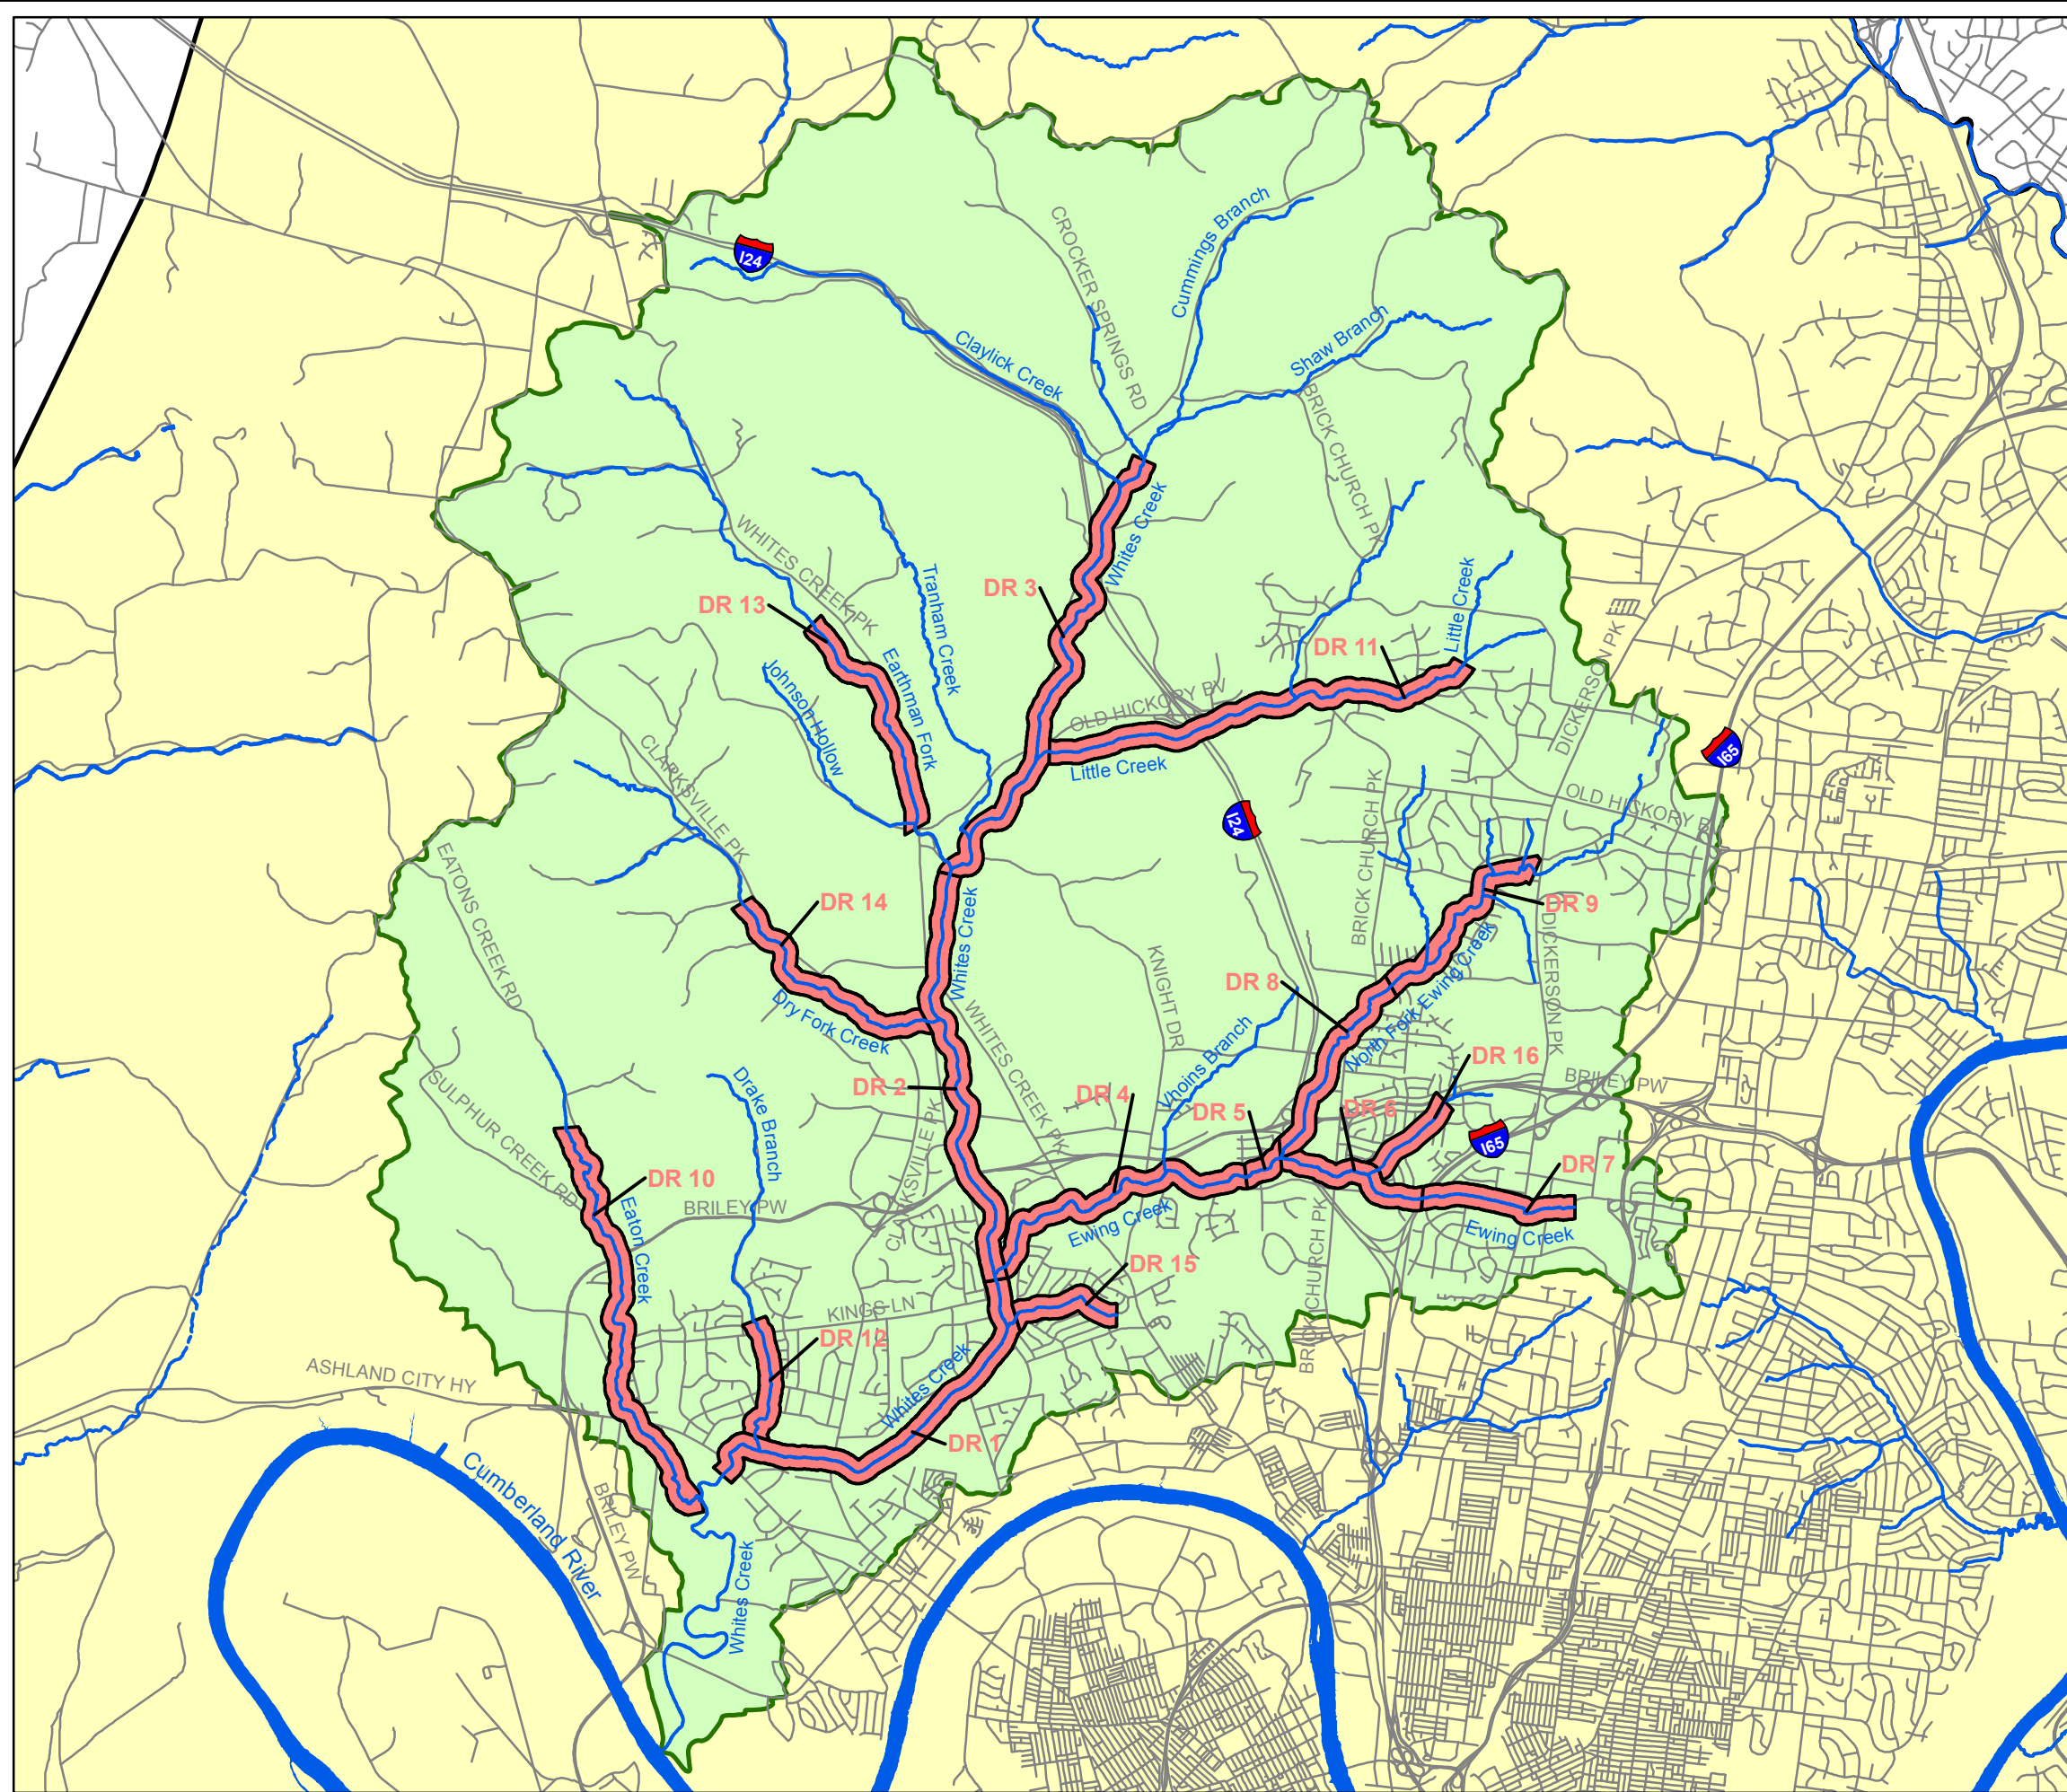 CROCKER SPRINGS RD
Cummings Branch
I24
Claylick Creek
Shaw Branch
BRICK CHURCH PK
Whites Creek
WHITES CREEK PK
Tranham Creek
DR 3
Little Creek
DR 13
DR 11
DICKERSON PK
Earthman Fork
Johnson Hollow
OLD HICKORY BV
I65
CLARKSVILLE PK
Little Creek
OLD HICKORY B
I24
BRICK CHURCH PK
EATONS CREEK RD
DR 14
Whites Creek
DR 9
DICKERSON PK
KNIGHT DR
North Fork Ewing Creek
DR 8
Dry Fork Creek
WHITES CREEK PK
Whoins Branch
DR 16
SULPHUR CREEK RD
Drake Branch
DR 2
DR 4
DR 5
DR 6
BRILEY PW
CLARKSVILLE PK
I65
DR 7
DR 10
BRILEY PW
Eaton Creek
Ewing Creek
Ewing Creek
BRICK CHURCH PK
DR 15
KINGS LN
DR 12
Whites Creek
ASHLAND CITY HY
DR 1
Cumberland River
BRILEY PW
Whites Creek